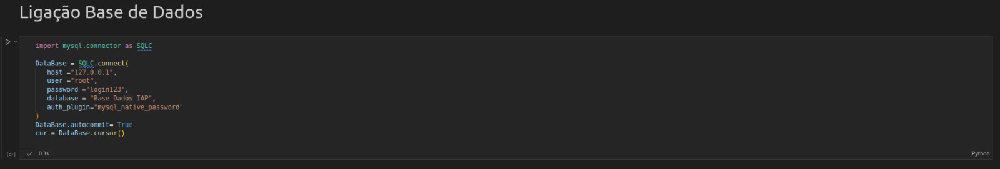 Ligação Base de Dados
import mysql.connector as SQLC
DataBase = SQLC.connect(
host ="127.0.0.1",
user ="root",
password ="login123",
database = "Base Dados IAP",
auth_plugin="mysql_native_password"
)
DataBase.autocommit= True
cur = DataBase.cursor()
0.3s
Python